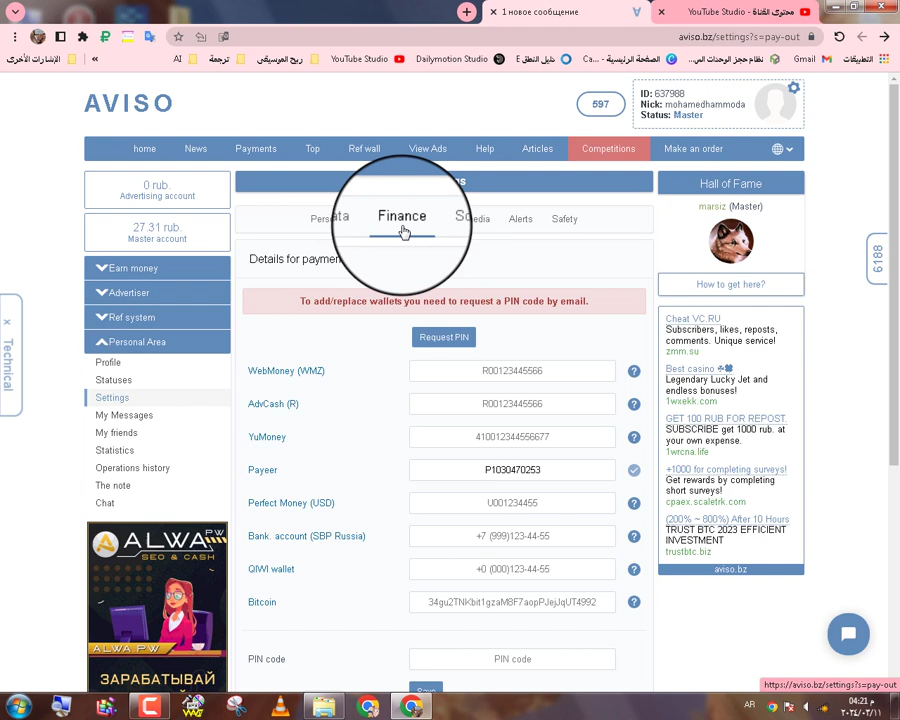 1 новое сообщение
YouTube Studio - محتوى القناة
aviso.bz/settings?s=pay-out
الإشارات الأخرى
»
AI
ترجمة
ربح الموسيقي
YouTube Studio
Dailymotion Studio
دليل النطق E
الصفحة الرئيسية - Ca...
نظام حجز الوحدات الس...
Gmail
التطبيقات
AVISO
597
ID: 637988
Nick: mohamedhammoda
Status: Master
home
News
Payments
Top
Ref wall
View Ads
Help
Articles
Competitions
Make an order
0 rub.
Advertising account
27.31 rub.
Master account
Earn money
Advertiser
Ref system
Personal Area
Profile
Statuses
Settings
My Messages
My friends
Statistics
Operations history
The note
Chat
Finance
Alerts
Safety
Details for paymen
To add/replace wallets you need to request a PIN code by email.
Request PIN
WebMoney (WMZ)
R00123445566
AdvCash (R)
R00123445566
YuMoney
410012344556677
Payeer
P1030470253
Perfect Money (USD)
U001234455
Bank. account (SBP Russia)
+7 (999)123-44-55
QIWI wallet
+0 (000)123-44-55
Bitcoin
34gu2TNKbit1gzaM8F7aopPJejJqUT4992
PIN code
PIN code
Save
Hall of Fame
marsiz (Master)
How to get here?
Cheat VC.RU
Subscribers, likes, reposts,
comments. Unique service!
zmm.su
Best casino
Legendary Lucky Jet and
endless bonuses!
1wxekk.com
GET 100 RUB FOR REPOST.
SUBSCRIBE get 1000 rub. at
your own expense.
1wrcna.life
+1000 for completing surveys!
Get rewards by completing
short surveys!
cpaex.scaletrk.com
(200% ~ 800%) After 10 Hours
TRUST BTC 2023 EFFICIENT
INVESTMENT
trustbtc.biz
aviso.bz
6188
× Technical
ALWA PW
SEO & CASH
ALWA.PW
ЗАРАБАТЫВАЙ
https://aviso.bz/settings?s=pay-out
AR
04:21 م
٢٠٢٤/٠٣/١١